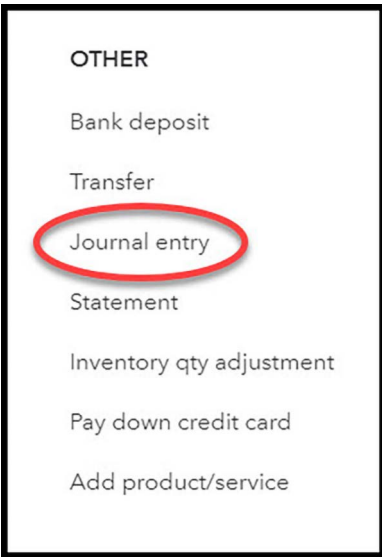 OTHER
Bank deposit
Transfer
Journal entry
Statement
Inventory qty adjustment
Pay down credit card
Add product/service